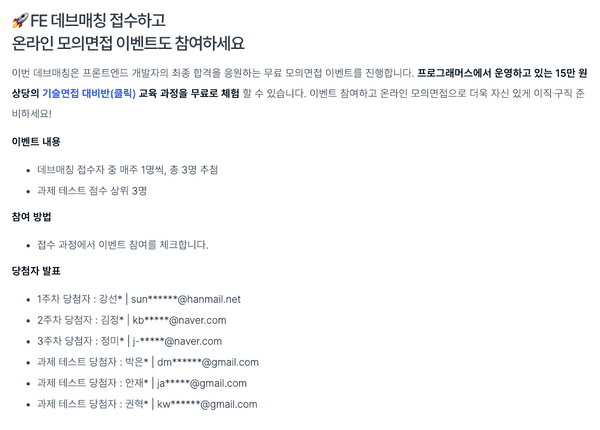 🚀FE 데브매칭 접수하고
온라인 모의면접 이벤트도 참여하세요
이번 데브매칭은 프론트엔드 개발자의 최종 합격을 응원하는 무료 모의면접 이벤트를 진행합니다. 프로그래머스에서 운영하고 있는 15만 원
상당의 기술면접 대비반(클릭) 교육 과정을 무료로 체험 할 수 있습니다. 이벤트 참여하고 온라인 모의면접으로 더욱 자신 있게 이직·구직 준
비하세요!
이벤트 내용
• 데브매칭 접수자 중 매주 1명씩, 총 3명 추첨
• 과제 테스트 점수 상위 3명
참여 방법
• 접수 과정에서 이벤트 참여를 체크합니다.
당첨자 발표
• 1주차 당첨자 : 강선* | sun******@hanmail.net
• 2주차 당첨자 : 김정* | kb*****@naver.com
• 3주차 당첨자 : 정미* | j-*****@naver.com
• 과제 테스트 당첨자 : 박은* | dm******@gmail.com
• 과제 테스트 당첨자 : 안재* | ja*****@gmail.com
• 과제 테스트 당첨자 : 권혁* | kw******@gmail.com